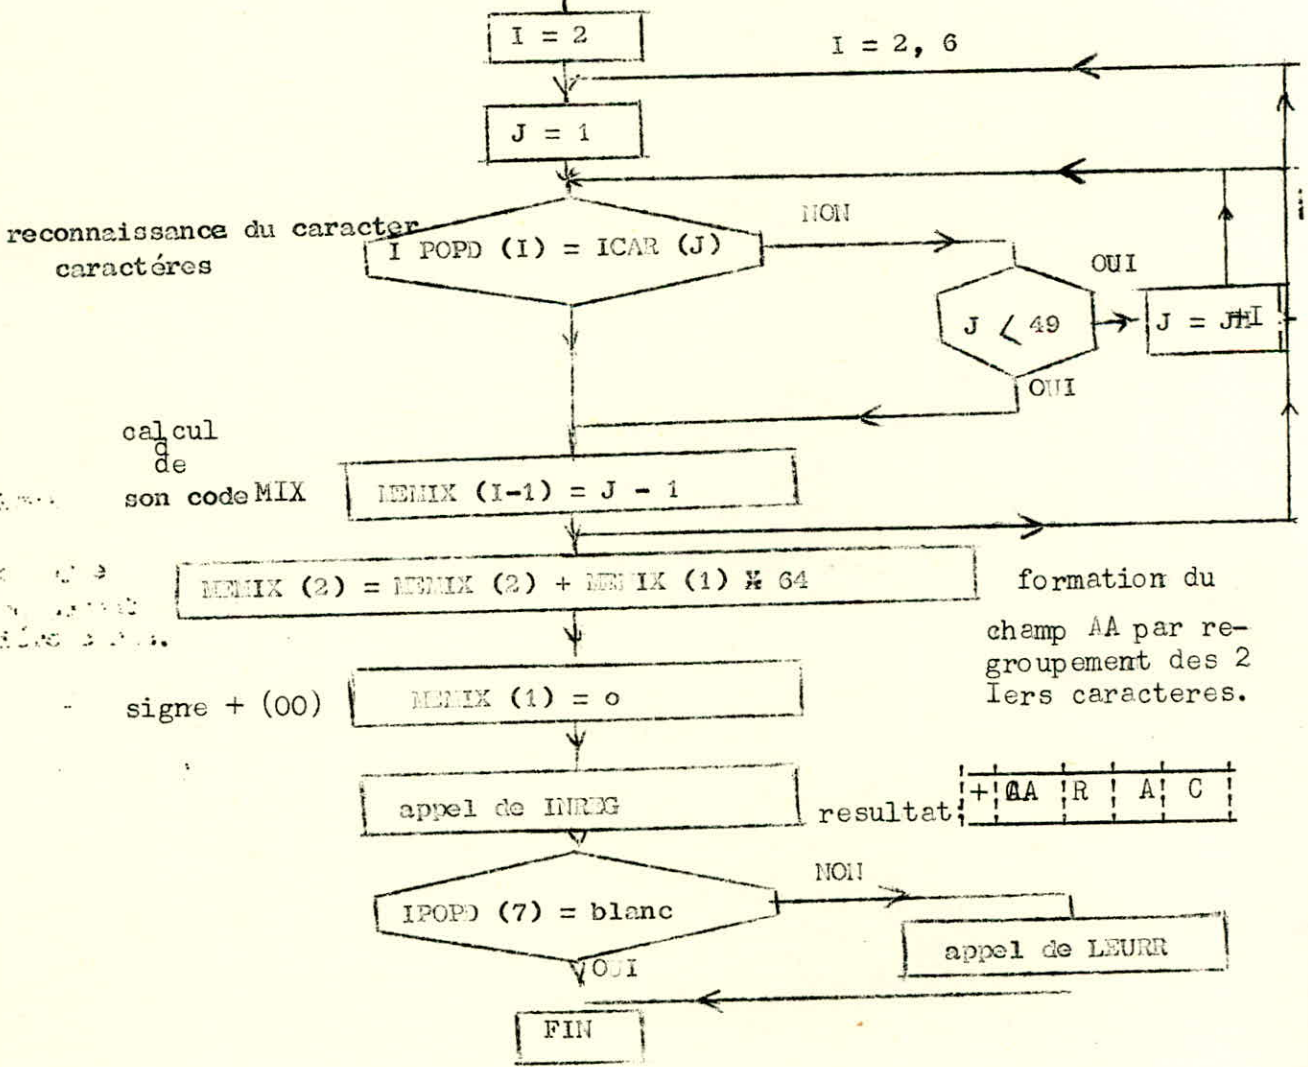 I = 2
I = 2, 6
J = 1
reconnaissance du caracter
caractéres
I POPD (I) = ICAR (J)
NON
OUI
J < 49
J = J+I
OUI
calcul
d
de
son code MIX
MEMIX (I-1) = J - 1
MEMIX (2) = MEMIX (2) + MEMIX (1) * 64
formation du
champ AA par re-
groupement des 2
Iers caracteres.
signe + (00)
MEMIX (1) = o
appel de INREG
resultat
+ AA R A C
IPOPD (7) = blanc
NON
appel de LEURR
OUI
FIN